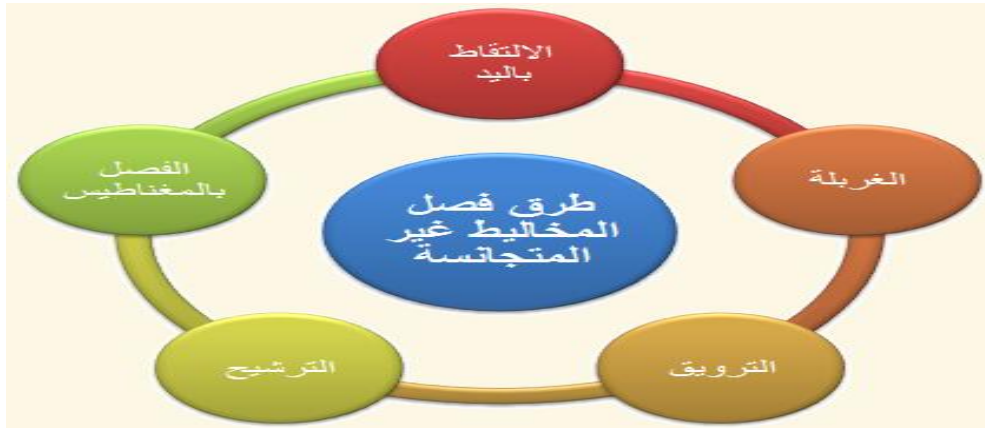 الالتقاط
باليد
الغربلة
الترويق
الترشيح
الفصل
بالمغناطيس
طرق فصل
المخاليط غير
المتجانسة